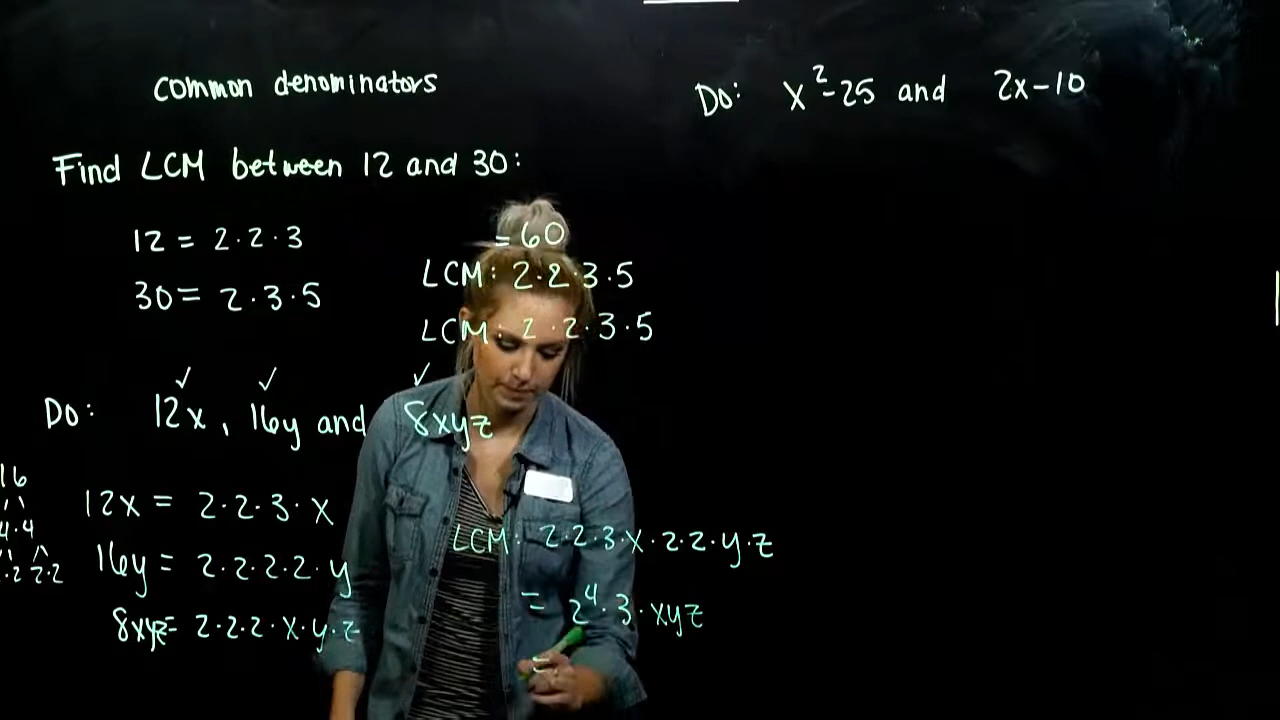 common denominators
Find LCM between 12 and 30:
12 = 2·2·3
30 = 2·3·5
= 60
LCM: 2·2·3·5
LCM: 2·2·3·5
Do: 12x, 16y and 8xyz
✓ ✓ ✓
16
4·4
·2 2·2
12x = 2·2·3·x
16y = 2·2·2·2·y
8xyz = 2·2·2·x·y·z
LCM: 2·2·3·x·2·2·y·z
= 2⁴·3·xyz
=
Do: x²-25 and 2x-10